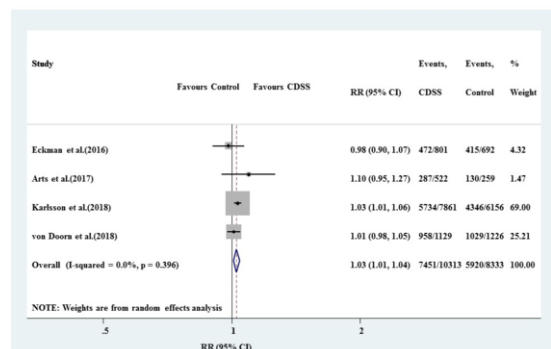 Study
Events, Events, %
Favours Control Favours CDSS
RR (95% CI) CDSS Control Weight
Eckman et al.(2016) 0.98 (0.90, 1.07) 472/801 415/692 4.32
Arts et al.(2017) 1.10 (0.95, 1.27) 287/522 130/259 1.47
Karlsson et al.(2018) 1.03 (1.01, 1.06) 5734/7861 4346/6156 69.00
von Doorn et al.(2018) 1.01 (0.98, 1.05) 958/1129 1029/1226 25.21
Overall (I-squared = 0.0%, p = 0.396) 1.03 (1.01, 1.04) 7451/10313 5920/8333 100.00
NOTE: Weights are from random effects analysis
.5 1 2
RR (95% CI)